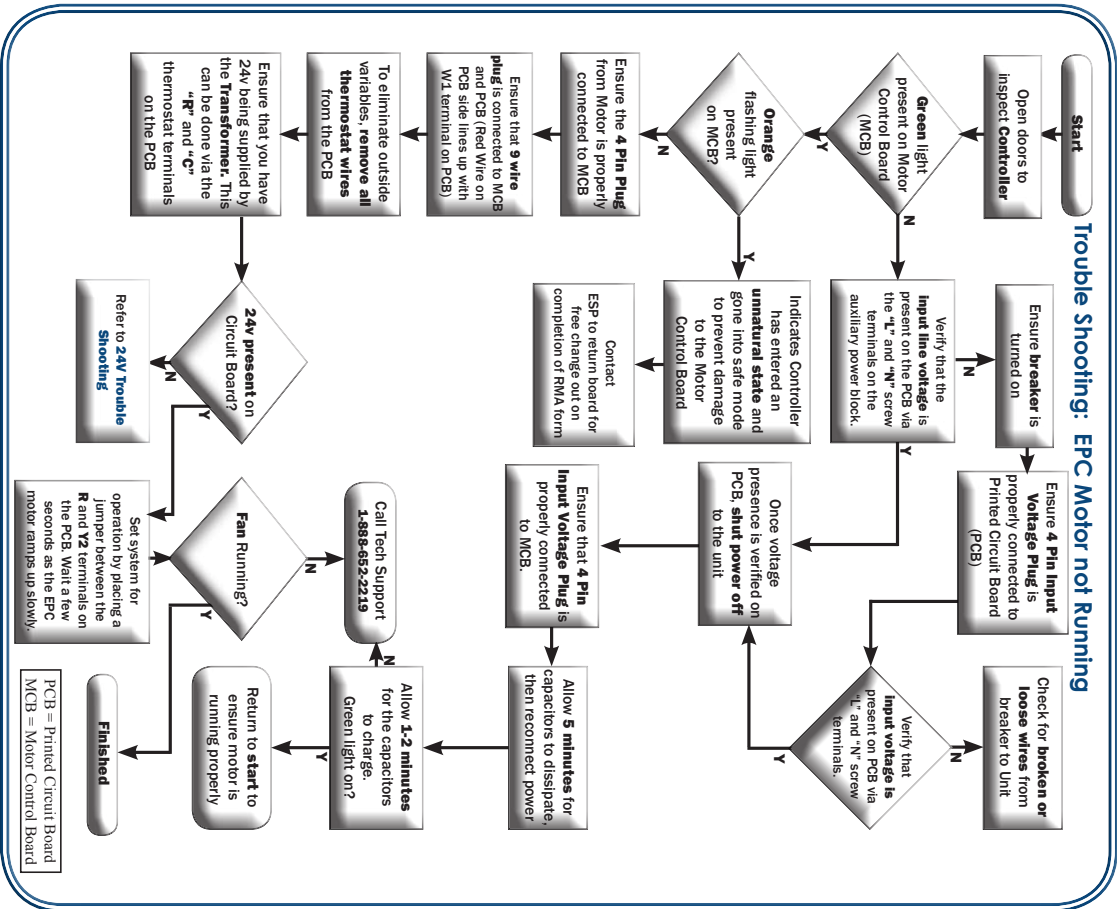 Trouble Shooting: EPC Motor not Running
Start
Open doors to
inspect Controller
Green light
present on Motor
Control Board
(MCB)
N
Y
Orange
flashing light
present
on MCB?
Y
N
Ensure the 4 Pin Plug
from Motor is properly
connected to MCB
Ensure that 9 wire
plug is connected to MCB
and PCB (Red Wire on
PCB side lines up with
W1 terminal on PCB)
To eliminate outside
variables, remove all
thermostat wires
from the PCB
Ensure that you have
24v being supplied by
the Transformer. This
can be done via the
"R" and "C"
thermostat terminals
on the PCB
Ensure breaker is
turned on
N
Verify that the
input line voltage is
present on the PCB via
the "L" and "N" screw
terminals on the
auxiliary power block.
Y
Indicates Controller
has entered an
unnatural state and
gone into safe mode
to prevent damage
to the Motor
Control Board
Contact
ESP to return board for
free change out on
completion of RMA form
24v present on
Circuit Board?
N
Y
Refer to 24V Trouble
Shooting
Ensure 4 Pin Input
Voltage Plug is
properly connected to
Printed Circuit Board
(PCB)
Once voltage
presence is verified on
PCB, shut power off
to the unit
Ensure that 4 Pin
Input Voltage Plug is
properly connected
to MCB.
Call Tech Support
1-888-652-2219
N
Fan Running?
Y
Set system for
operation by placing a
jumper between the
R and Y2 terminals on
the PCB. Wait a few
seconds as the EPC
motor ramps up slowly.
Check for broken or
loose wires from
breaker to Unit
N
Verify that
input voltage is
present on PCB via
"L" and "N" screw
terminals.
Y
Allow 5 minutes for
capacitors to dissipate,
then reconnect power
N
Allow 1-2 minutes
for the capacitors
to charge.
Green light on?
Y
Return to start to
ensure motor is
running properly
Finished
PCB = Printed Circuit Board
MCB = Motor Control Board